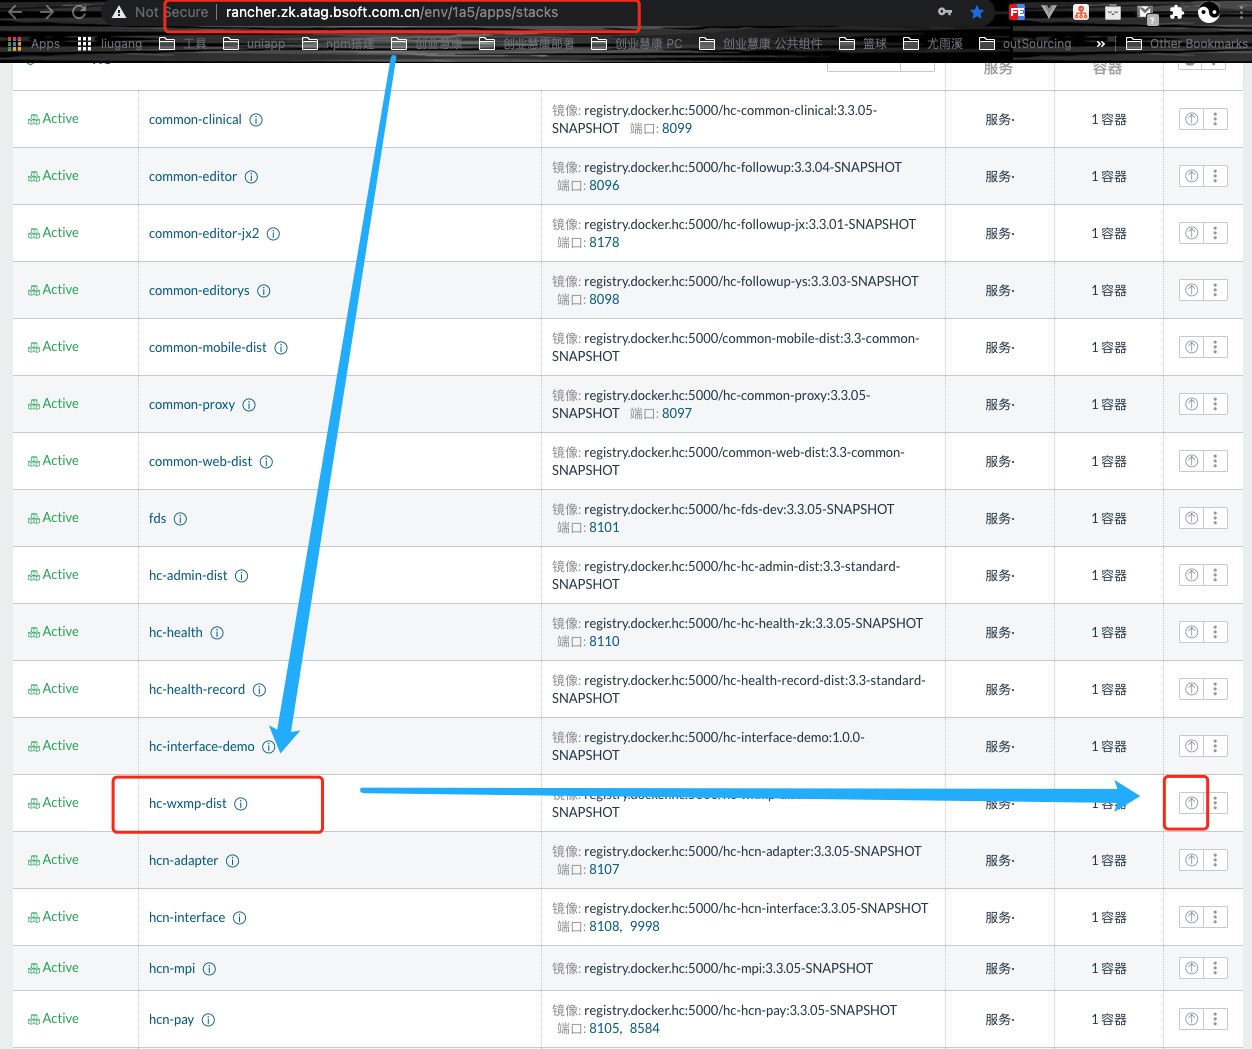 Not Secure | rancher.zk.atag.bsoft.com.cn/env/1a5/apps/stacks
Apps liugang 工具 uniapp npm搭建 创业慧康 创业慧康部署 创业慧康 PC 创业慧康 公共组件 篮球 尤雨溪 outSourcing » Other Bookmarks
服务 容器
Active common-clinical 镜像: registry.docker.hc:5000/hc-common-clinical:3.3.05-
SNAPSHOT 端口: 8099 服务· 1 容器
Active common-editor 镜像: registry.docker.hc:5000/hc-followup:3.3.04-SNAPSHOT
端口: 8096 服务· 1 容器
Active common-editor-jx2 镜像: registry.docker.hc:5000/hc-followup-jx:3.3.01-SNAPSHOT
端口: 8178 服务· 1 容器
Active common-editorys 镜像: registry.docker.hc:5000/hc-followup-ys:3.3.03-SNAPSHOT
端口: 8098 服务· 1 容器
Active common-mobile-dist 镜像: registry.docker.hc:5000/common-mobile-dist:3.3-common-
SNAPSHOT 服务· 1 容器
Active common-proxy 镜像: registry.docker.hc:5000/hc-common-proxy:3.3.05-
SNAPSHOT 端口: 8097 服务· 1 容器
Active common-web-dist 镜像: registry.docker.hc:5000/common-web-dist:3.3-common-
SNAPSHOT 服务· 1 容器
Active fds 镜像: registry.docker.hc:5000/hc-fds-dev:3.3.05-SNAPSHOT
端口: 8101 服务· 1 容器
Active hc-admin-dist 镜像: registry.docker.hc:5000/hc-hc-admin-dist:3.3-standard-
SNAPSHOT 服务· 1 容器
Active hc-health 镜像: registry.docker.hc:5000/hc-hc-health-zk:3.3.05-SNAPSHOT
端口: 8110 服务· 1 容器
Active hc-health-record 镜像: registry.docker.hc:5000/hc-health-record-dist:3.3-standard-
SNAPSHOT 服务· 1 容器
Active hc-interface-demo 镜像: registry.docker.hc:5000/hc-interface-demo:1.0.0-
SNAPSHOT 服务· 1 容器
Active hc-wxmp-dist
SNAPSHOT 服务· 1 容器
Active hcn-adapter 镜像: registry.docker.hc:5000/hc-hcn-adapter:3.3.05-SNAPSHOT
端口: 8107 服务· 1 容器
Active hcn-interface 镜像: registry.docker.hc:5000/hc-hcn-interface:3.3.05-SNAPSHOT
端口: 8108, 9998 服务· 1 容器
Active hcn-mpi 镜像: registry.docker.hc:5000/hc-mpi:3.3.05-SNAPSHOT 服务· 1 容器
Active hcn-pay 镜像: registry.docker.hc:5000/hc-hcn-pay:3.3.05-SNAPSHOT
端口: 8105, 8584 服务· 1 容器